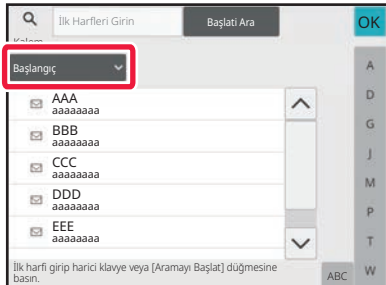 İlk Harfleri Girin
Başlati Ara
OK
Başlangıç
A
D
G
J
M
P
T
W
AAA
aaaaaaaa
BBB
aaaaaaaa
CCC
aaaaaaaa
DDD
aaaaaaaa
EEE
aaaaaaaa
İlk harfi girip harici klavye veya [Aramayı Başlat] düğmesine
basın.
ABC